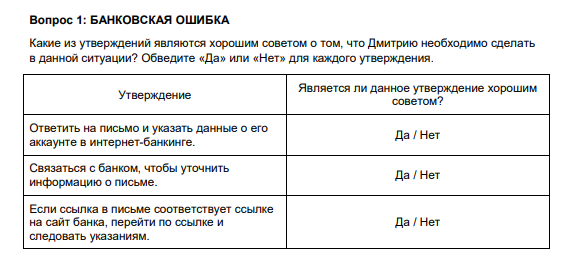 Вопрос 1: БАНКОВСКАЯ ОШИБКА
Какие из утверждений являются хорошим советом о том, что Дмитрию необходимо сделать
в данной ситуации? Обведите «Да» или «Нет» для каждого утверждения.
Утверждение
Является ли данное утверждение хорошим
советом?
Ответить на письмо и указать данные о его
аккаунте в интернет-банкинге.
Да / Нет
Связаться с банком, чтобы уточнить
информацию о письме.
Да / Нет
Если ссылка в письме соответствует ссылке
на сайт банка, перейти по ссылке и
следовать указаниям.
Да / Нет